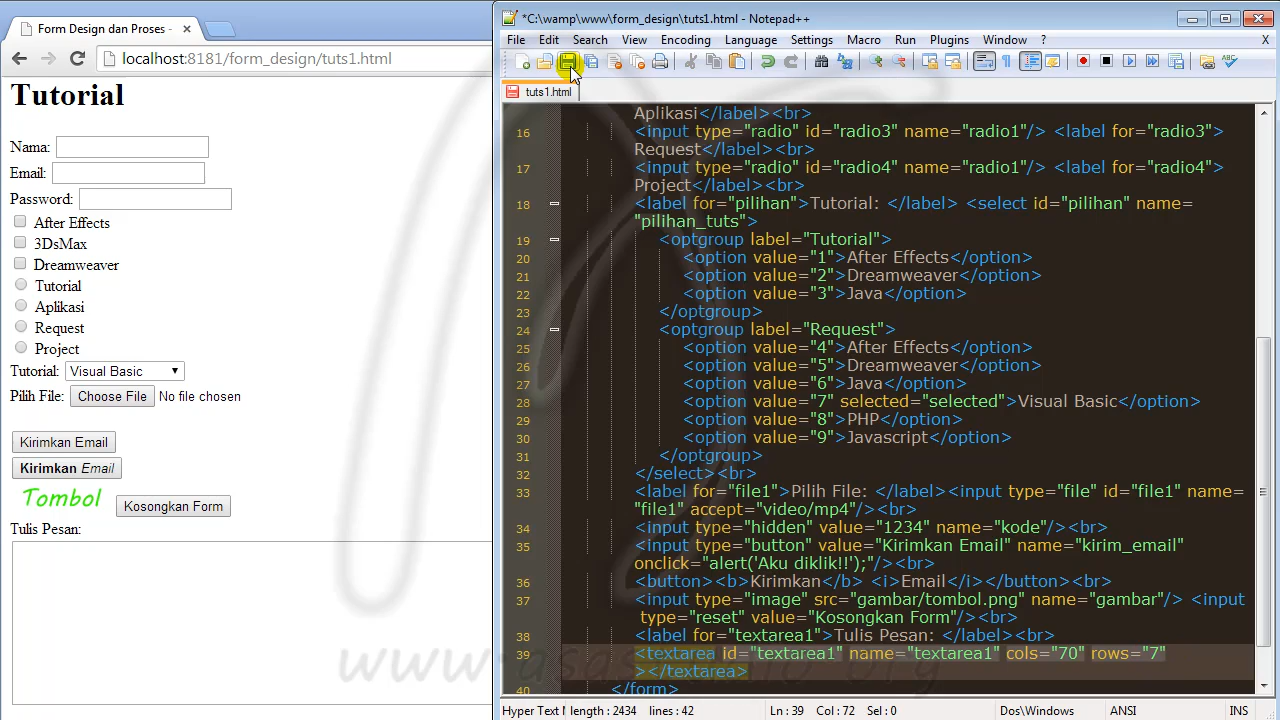 Form Design dan Proses -
localhost:8181/form_design/tuts1.html
Tutorial
Nama:
Email:
Password:
After Effects
3DsMax
Dreamweaver
Tutorial
Aplikasi
Request
Project
Tutorial: Visual Basic
Pilih File: Choose File No file chosen
Kirimkan Email
Kirimkan Email
Tombol Kosongkan Form
Tulis Pesan:
*C:\wamp\www\form_design\tuts1.html - Notepad++
File Edit Search View Encoding Language Settings Macro Run Plugins Window ? X
tuts1.html
Aplikasi</label><br>
16 <input type="radio" id="radio3" name="radio1"/> <label for="radio3">
Request</label><br>
17 <input type="radio" id="radio4" name="radio1"/> <label for="radio4">
Project</label><br>
18 <label for="pilihan">Tutorial: </label> <select id="pilihan" name=
"pilihan_tuts">
19 <optgroup label="Tutorial">
20 <option value="1">After Effects</option>
21 <option value="2">Dreamweaver</option>
22 <option value="3">Java</option>
23 </optgroup>
24 <optgroup label="Request">
25 <option value="4">After Effects</option>
26 <option value="5">Dreamweaver</option>
27 <option value="6">Java</option>
28 <option value="7" selected="selected">Visual Basic</option>
29 <option value="8">PHP</option>
30 <option value="9">Javascript</option>
31 </optgroup>
32 </select><br>
33 <label for="file1">Pilih File: </label><input type="file" id="file1" name=
"file1" accept="video/mp4"/><br>
34 <input type="hidden" value="1234" name="kode"/><br>
35 <input type="button" value="Kirimkan Email" name="kirim_email"
onclick="alert('Aku diklik!!');"/><br>
36 <button><b>Kirimkan</b> <i>Email</i></button><br>
37 <input type="image" src="gambar/tombol.png" name="gambar"/> <input
type="reset" value="Kosongkan Form"/><br>
38 <label for="textarea1">Tulis Pesan: </label><br>
39 <textarea id="textarea1" name="textarea1" cols="70" rows="7"
></textarea>
40 </form>
Hyper Text M length : 2434 lines : 42 Ln : 39 Col : 72 Sel : 0 Dos\Windows ANSI INS